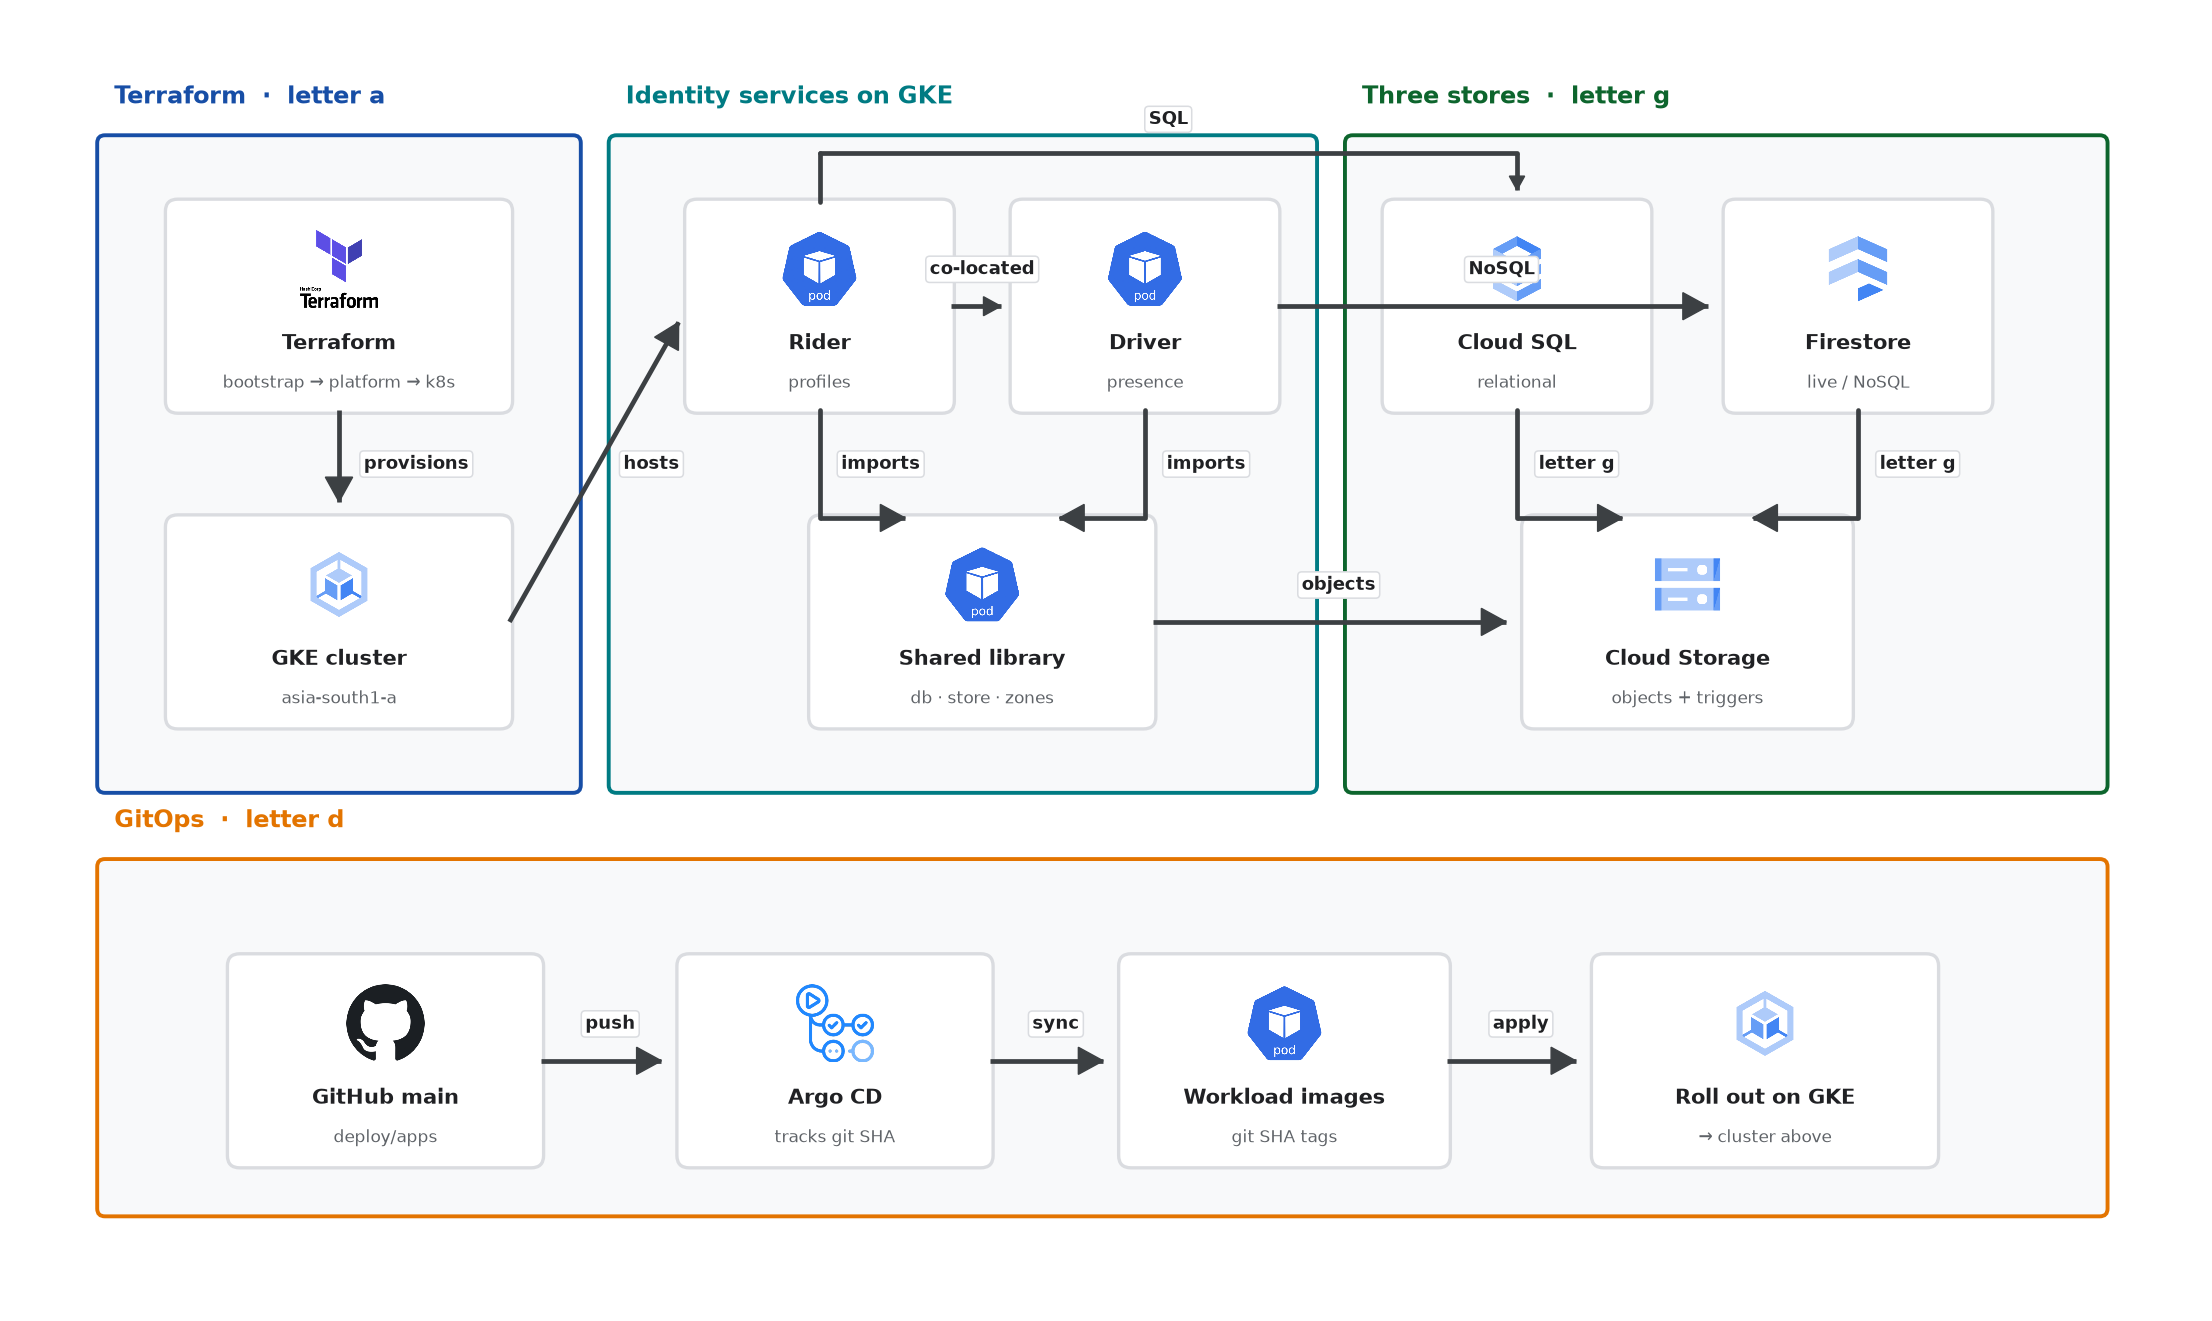 Terraform · letter a
Identity services on GKE
Three stores · letter g
SQL
HashiCorp
Terraform
Terraform
bootstrap → platform → k8s
pod
Rider
profiles
co-located
pod
Driver
presence
NoSQL
Cloud SQL
relational
Firestore
live / NoSQL
provisions
hosts
imports
imports
letter g
letter g
GKE cluster
asia-south1-a
pod
Shared library
db · store · zones
objects
Cloud Storage
objects + triggers
GitOps · letter d
GitHub main
deploy/apps
push
Argo CD
tracks git SHA
sync
pod
Workload images
git SHA tags
apply
Roll out on GKE
→ cluster above